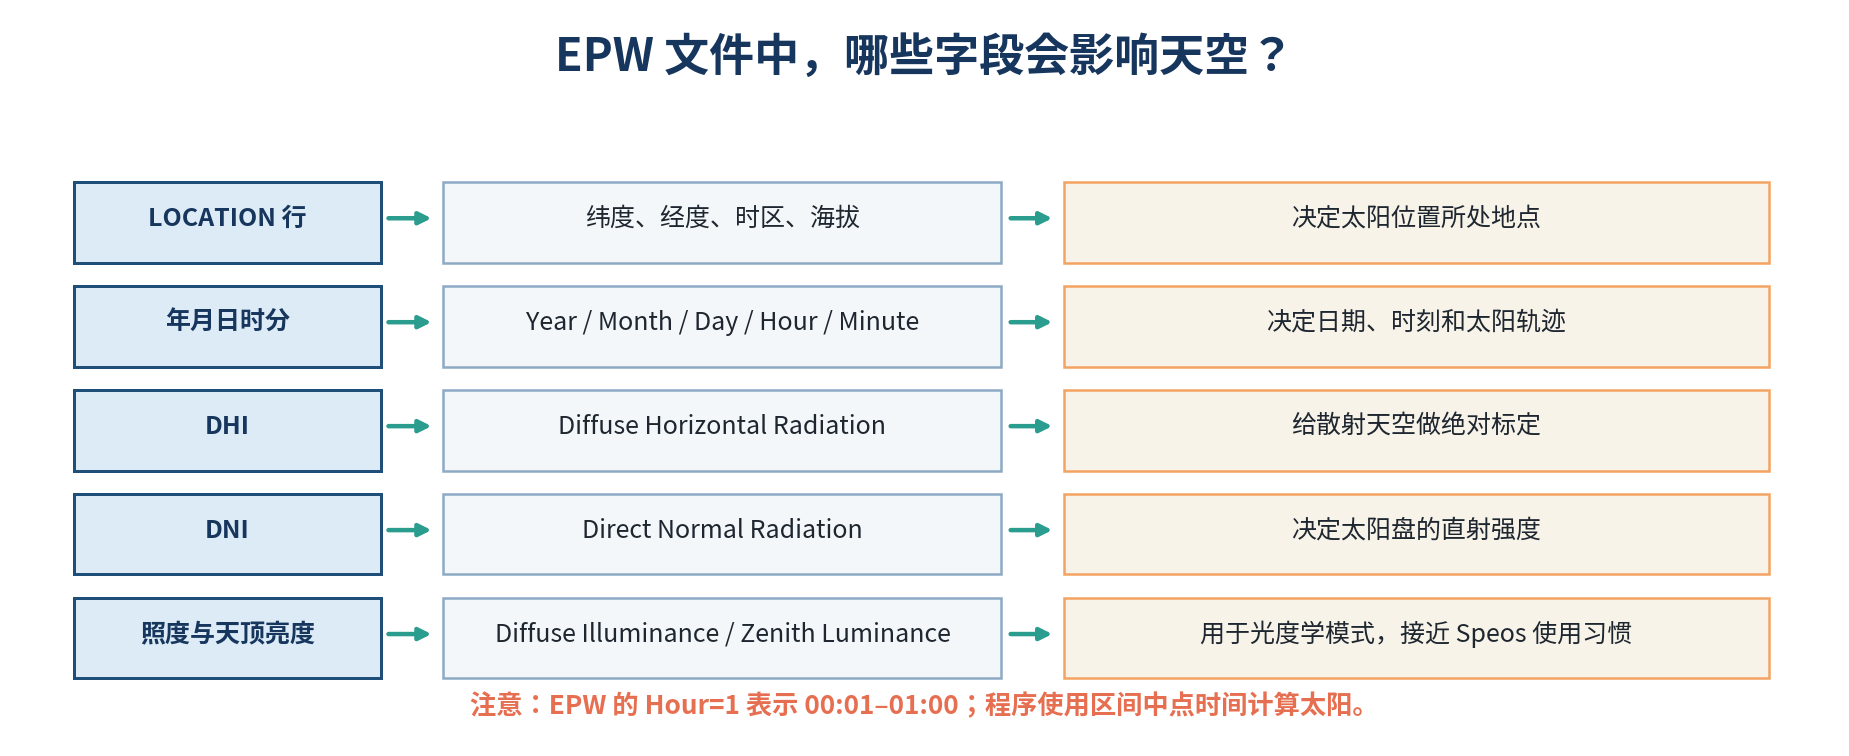 EPW 文件中，哪些字段会影响天空？
LOCATION 行
纬度、经度、时区、海拔
决定太阳位置所处地点
年月日时分
Year / Month / Day / Hour / Minute
决定日期、时刻和太阳轨迹
DHI
Diffuse Horizontal Radiation
给散射天空做绝对标定
DNI
Direct Normal Radiation
决定太阳盘的直射强度
照度与天顶亮度
Diffuse Illuminance / Zenith Luminance
用于光度学模式，接近 Speos 使用习惯
注意：EPW 的 Hour=1 表示 00:01–01:00；程序使用区间中点时间计算太阳。